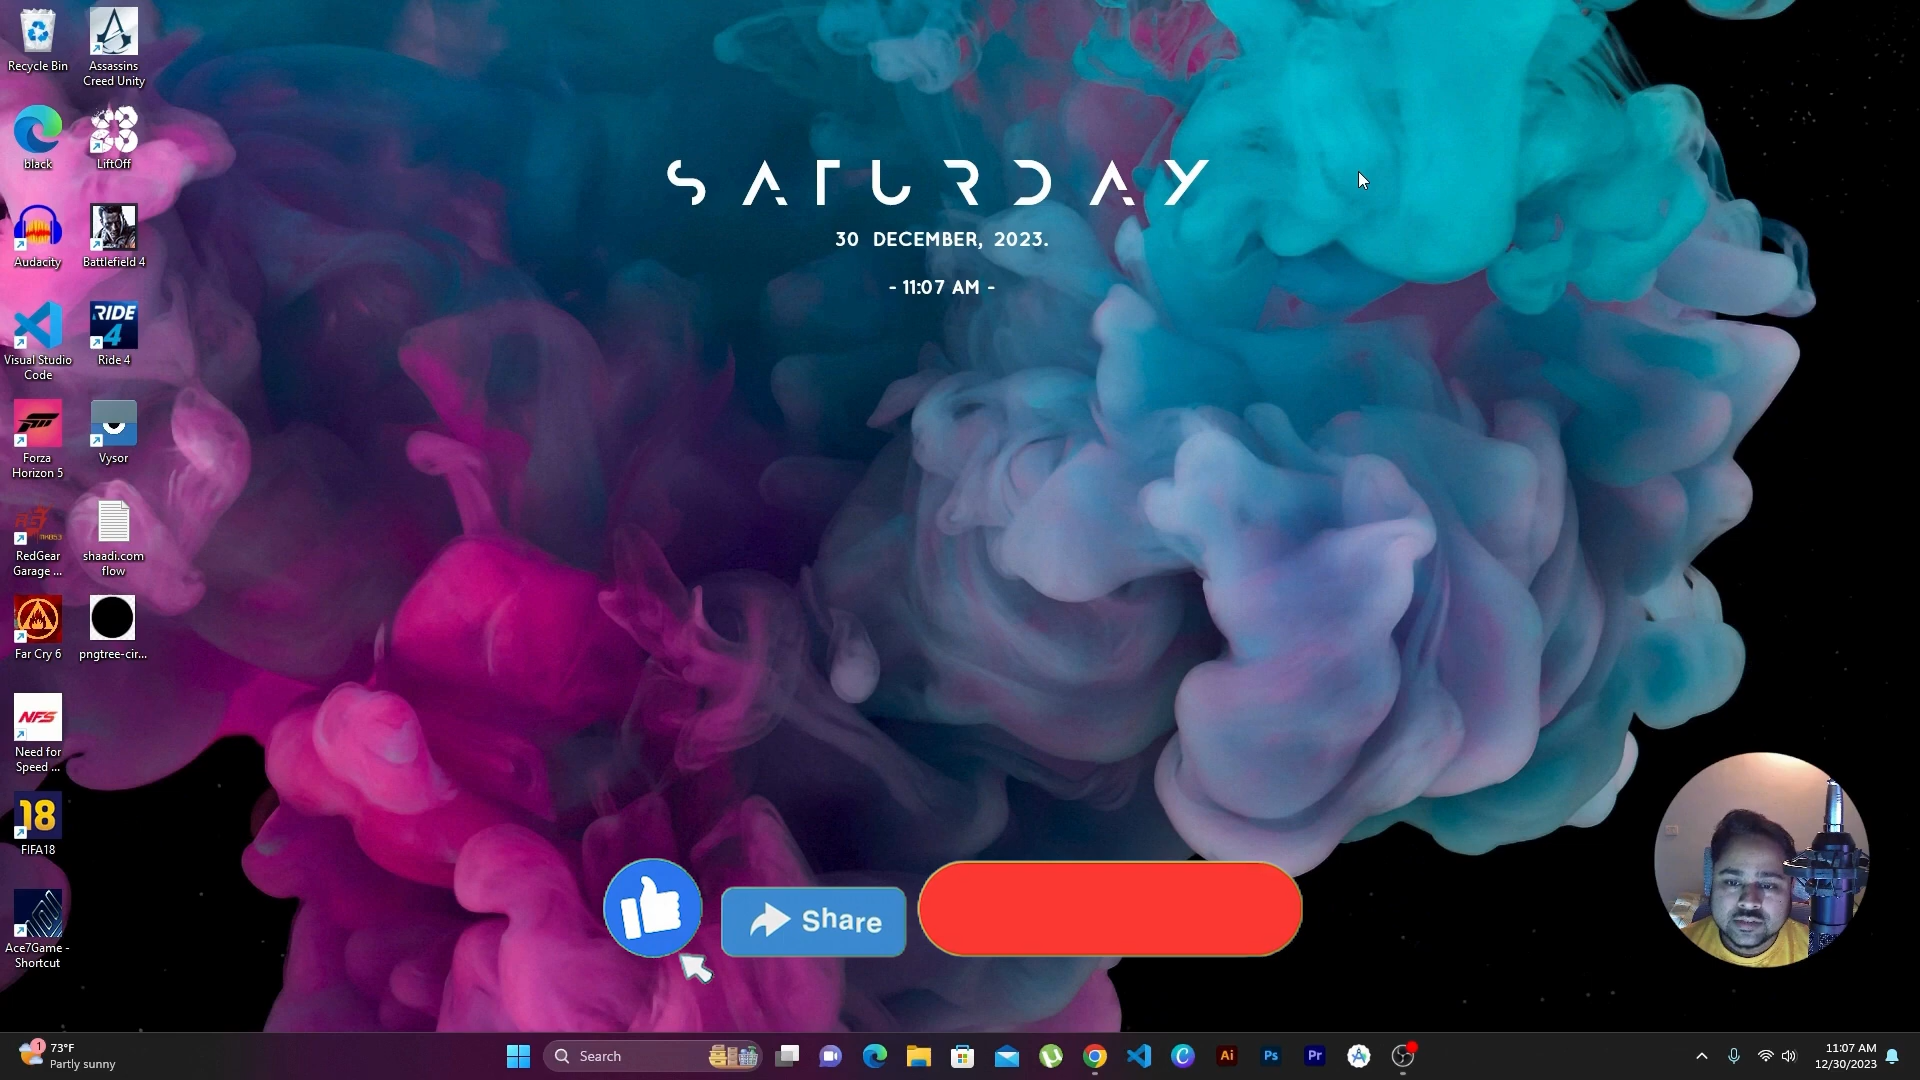 Recycle Bin
Assassins
Creed Unity
black
LiftOff
Audacity
Battlefield 4
Visual Studio
Code
RIDE
4
Ride 4
Forza
Horizon 5
Vysor
RedGear
Garage ...
shaadi.com
flow
Far Cry 6
pngtree-cir...
NFS
Need for
Speed ...
18
FIFA18
Ace7Game -
Shortcut
SATURDAY
30 DECEMBER, 2023.
- 11:07 AM -
Share
1
73°F
Partly sunny
Search
Ai
Ps
Pr
11:07 AM
12/30/2023